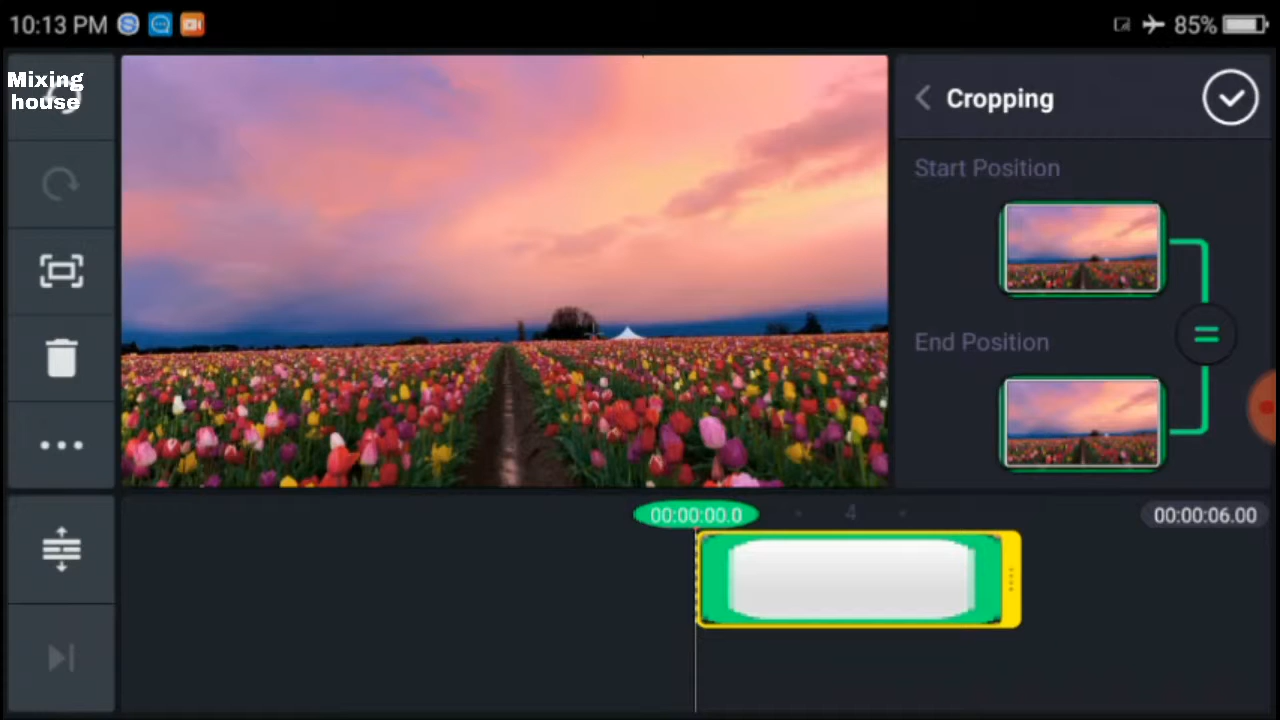 10:13 PM
85%
Mixing
house
Cropping
Start Position
End Position
00:00:00.0
4
00:00:06.00